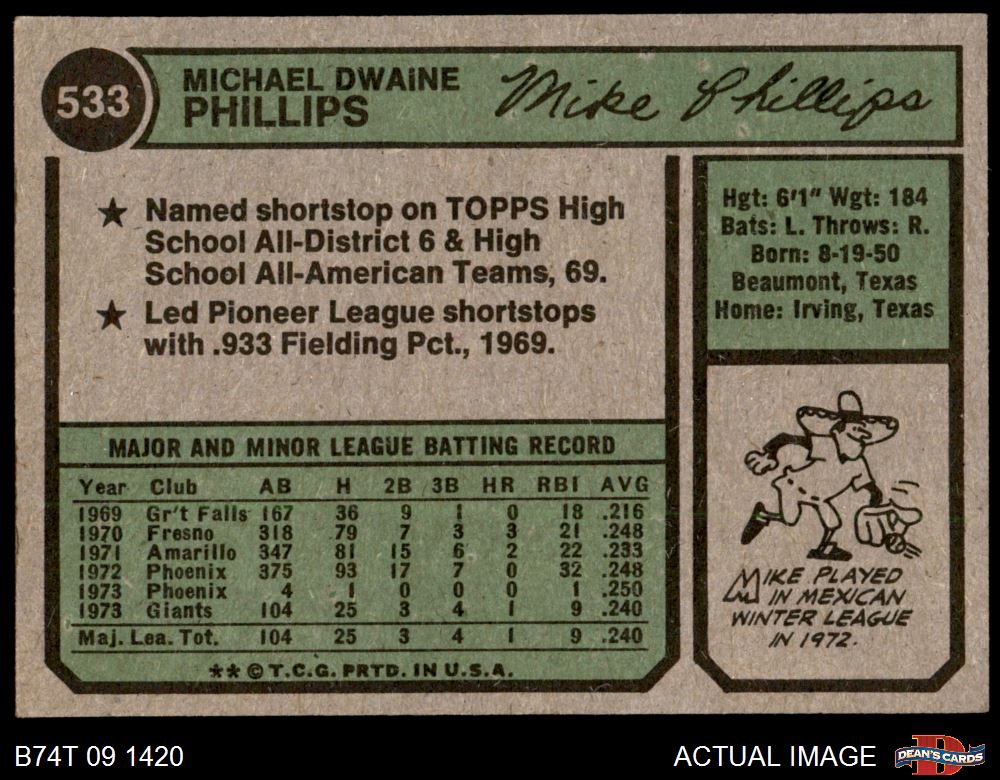 533
MICHAEL DWAINE
PHILLIPS
Mike Phillips
★ Named shortstop on TOPPS High
School All-District 6 & High
School All-American Teams, 69.
★ Led Pioneer League shortstops
with .933 Fielding Pct., 1969.
Hgt: 6'1" Wgt: 184
Bats: L. Throws: R.
Born: 8-19-50
Beaumont, Texas
Home: Irving, Texas
MAJOR AND MINOR LEAGUE BATTING RECORD
Year Club AB H 2B 3B HR RBI AVG
1969 Gr't Falls 167 36 9 1 0 18 .216
1970 Fresno 318 79 7 3 3 21 .248
1971 Amarillo 347 81 15 6 2 22 .233
1972 Phoenix 375 93 17 7 0 32 .248
1973 Phoenix 4 1 0 0 0 1 .250
1973 Giants 104 25 3 4 1 9 .240
Maj. Lea. Tot. 104 25 3 4 1 9 .240
**©T.C.G. PRTD. IN U.S.A.
MIKE PLAYED
IN MEXICAN
WINTER LEAGUE
IN 1972.
B74T 09 1420
ACTUAL IMAGE
D
DEAN'S CARDS